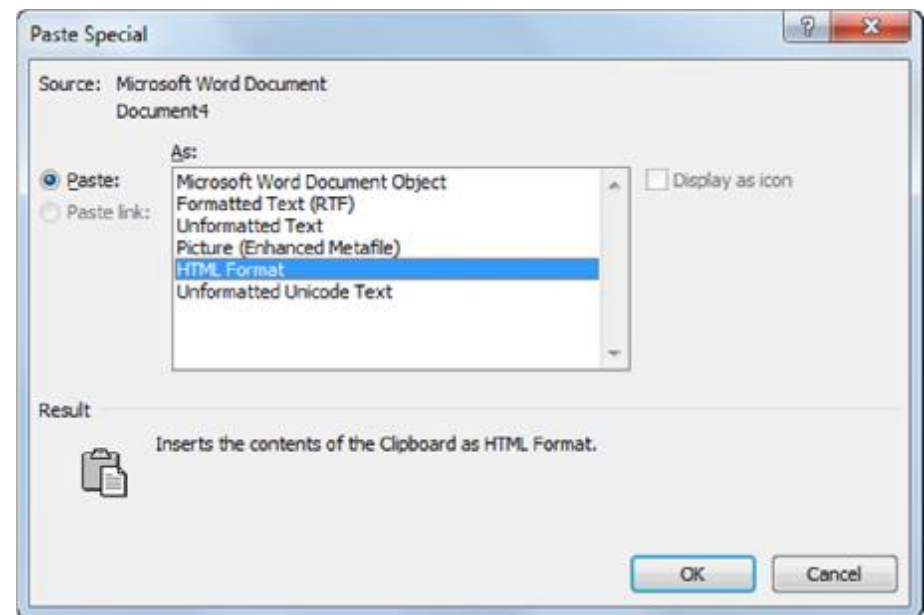 Paste Special
Source: Microsoft Word Document
Document4
As:
Paste:
Paste link:
Microsoft Word Document Object
Formatted Text (RTF)
Unformatted Text
Picture (Enhanced Metafile)
HTML Format
Unformatted Unicode Text
Display as icon
Result
Inserts the contents of the Clipboard as HTML Format.
OK Cancel